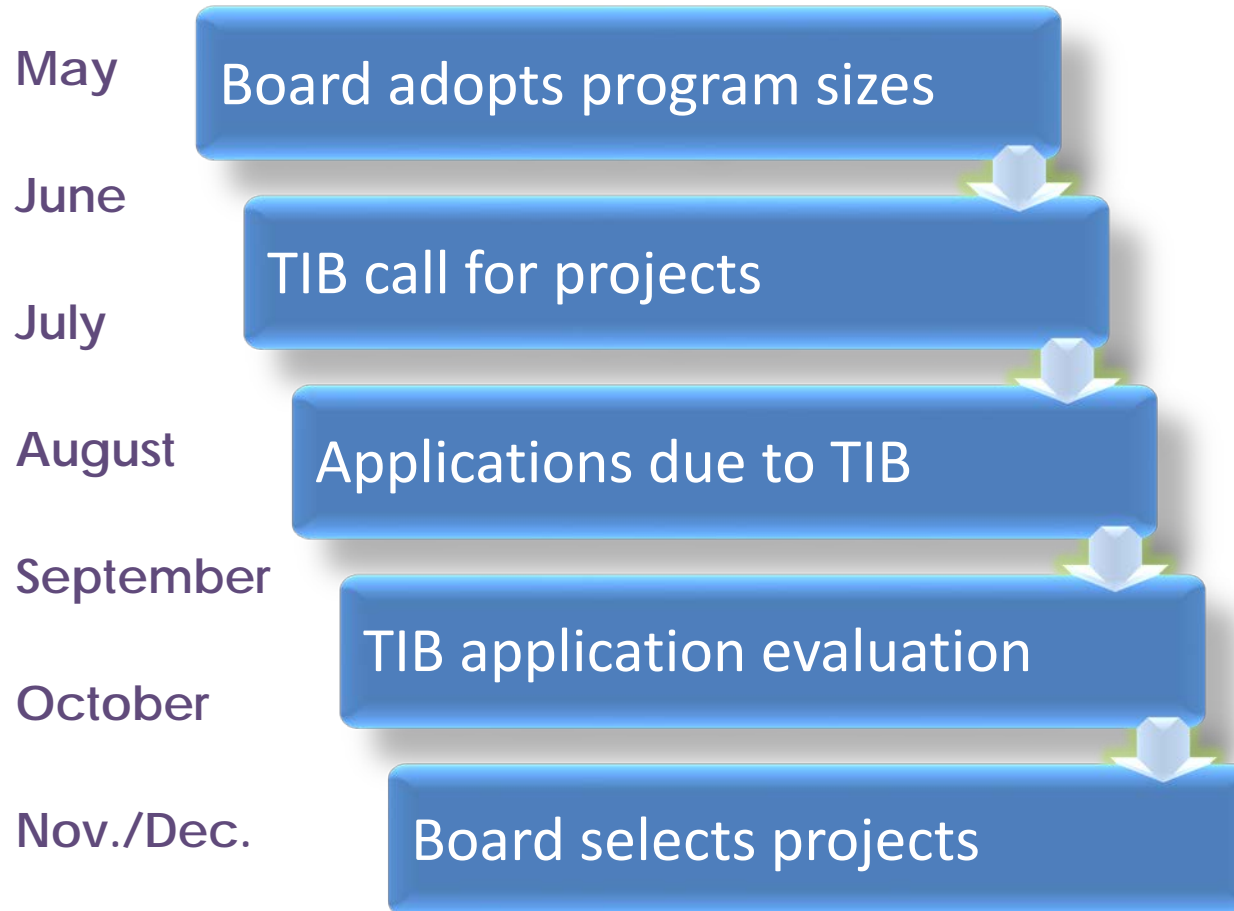 May
Board adopts program sizes
June
TIB call for projects
July
August
Applications due to TIB
September
TIB application evaluation
October
Nov./Dec.
Board selects projects